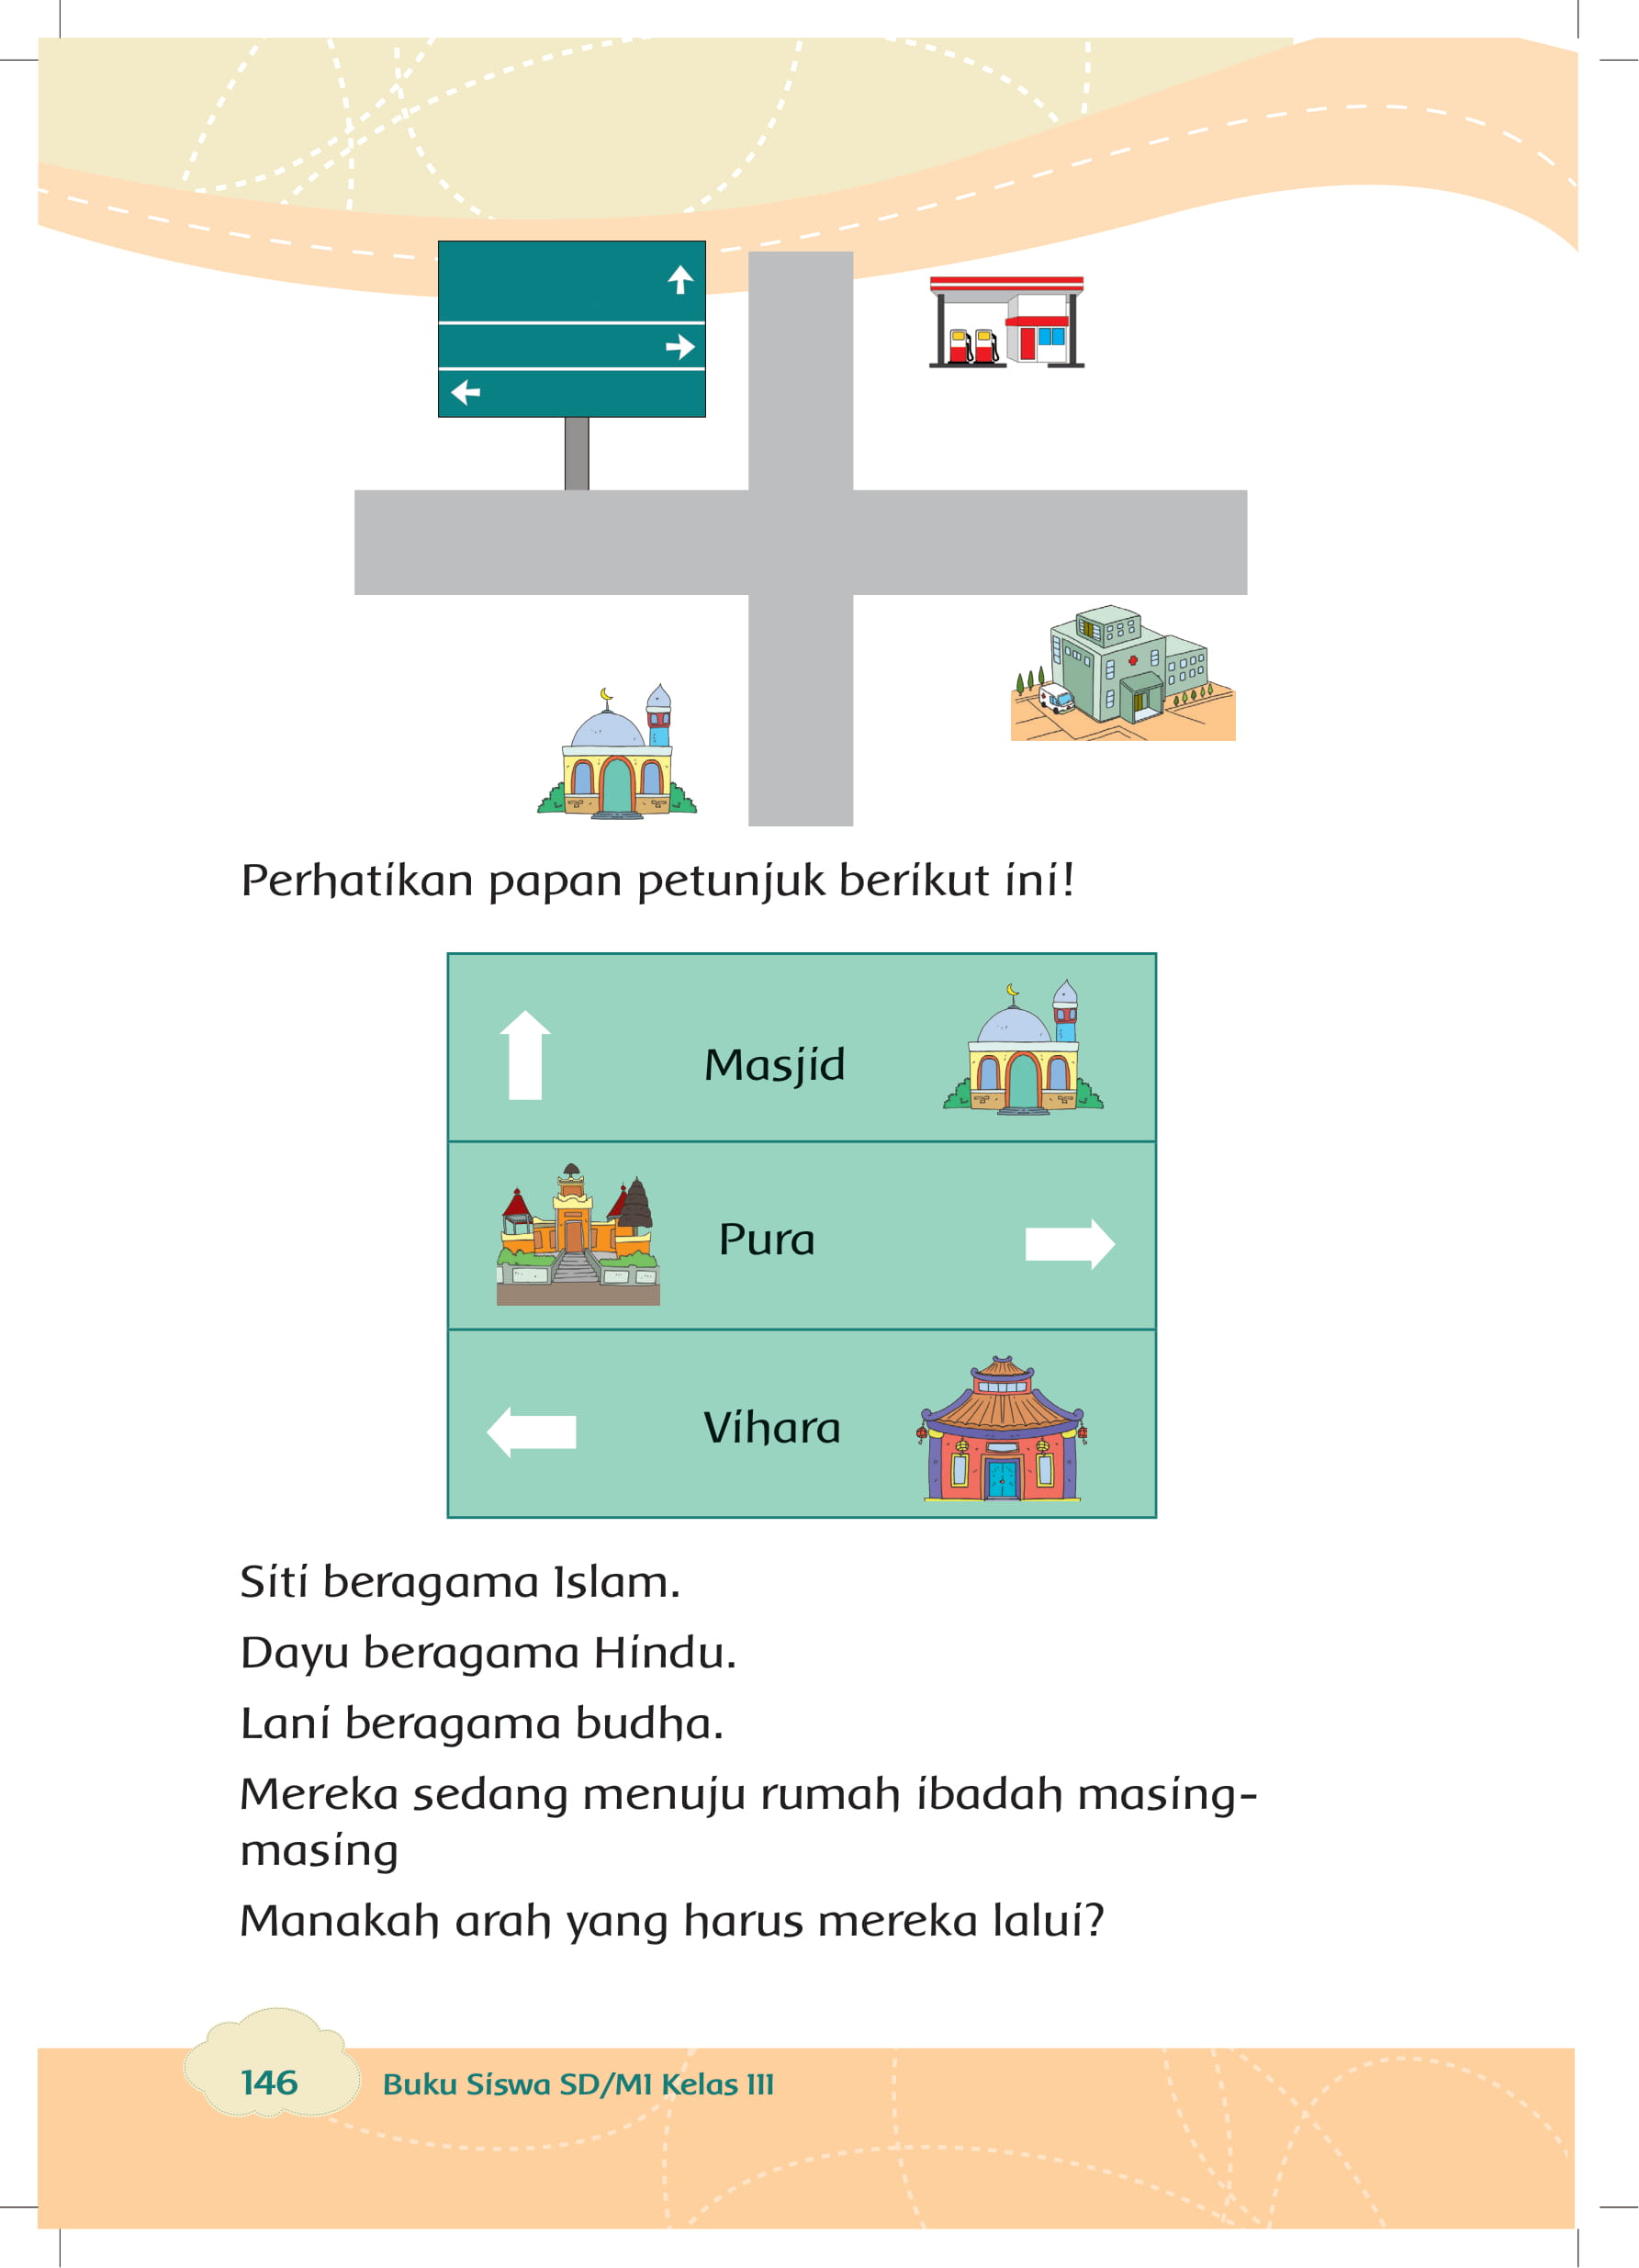 Perhatikan papan petunjuk berikut ini!
Masjid
Pura
Vihara
Siti beragama Islam.
Dayu beragama Hindu.
Lani beragama budha.
Mereka sedang menuju rumah ibadah masing-
masing
Manakah arah yang harus mereka lalui?
146 Buku Siswa SD/MI Kelas III